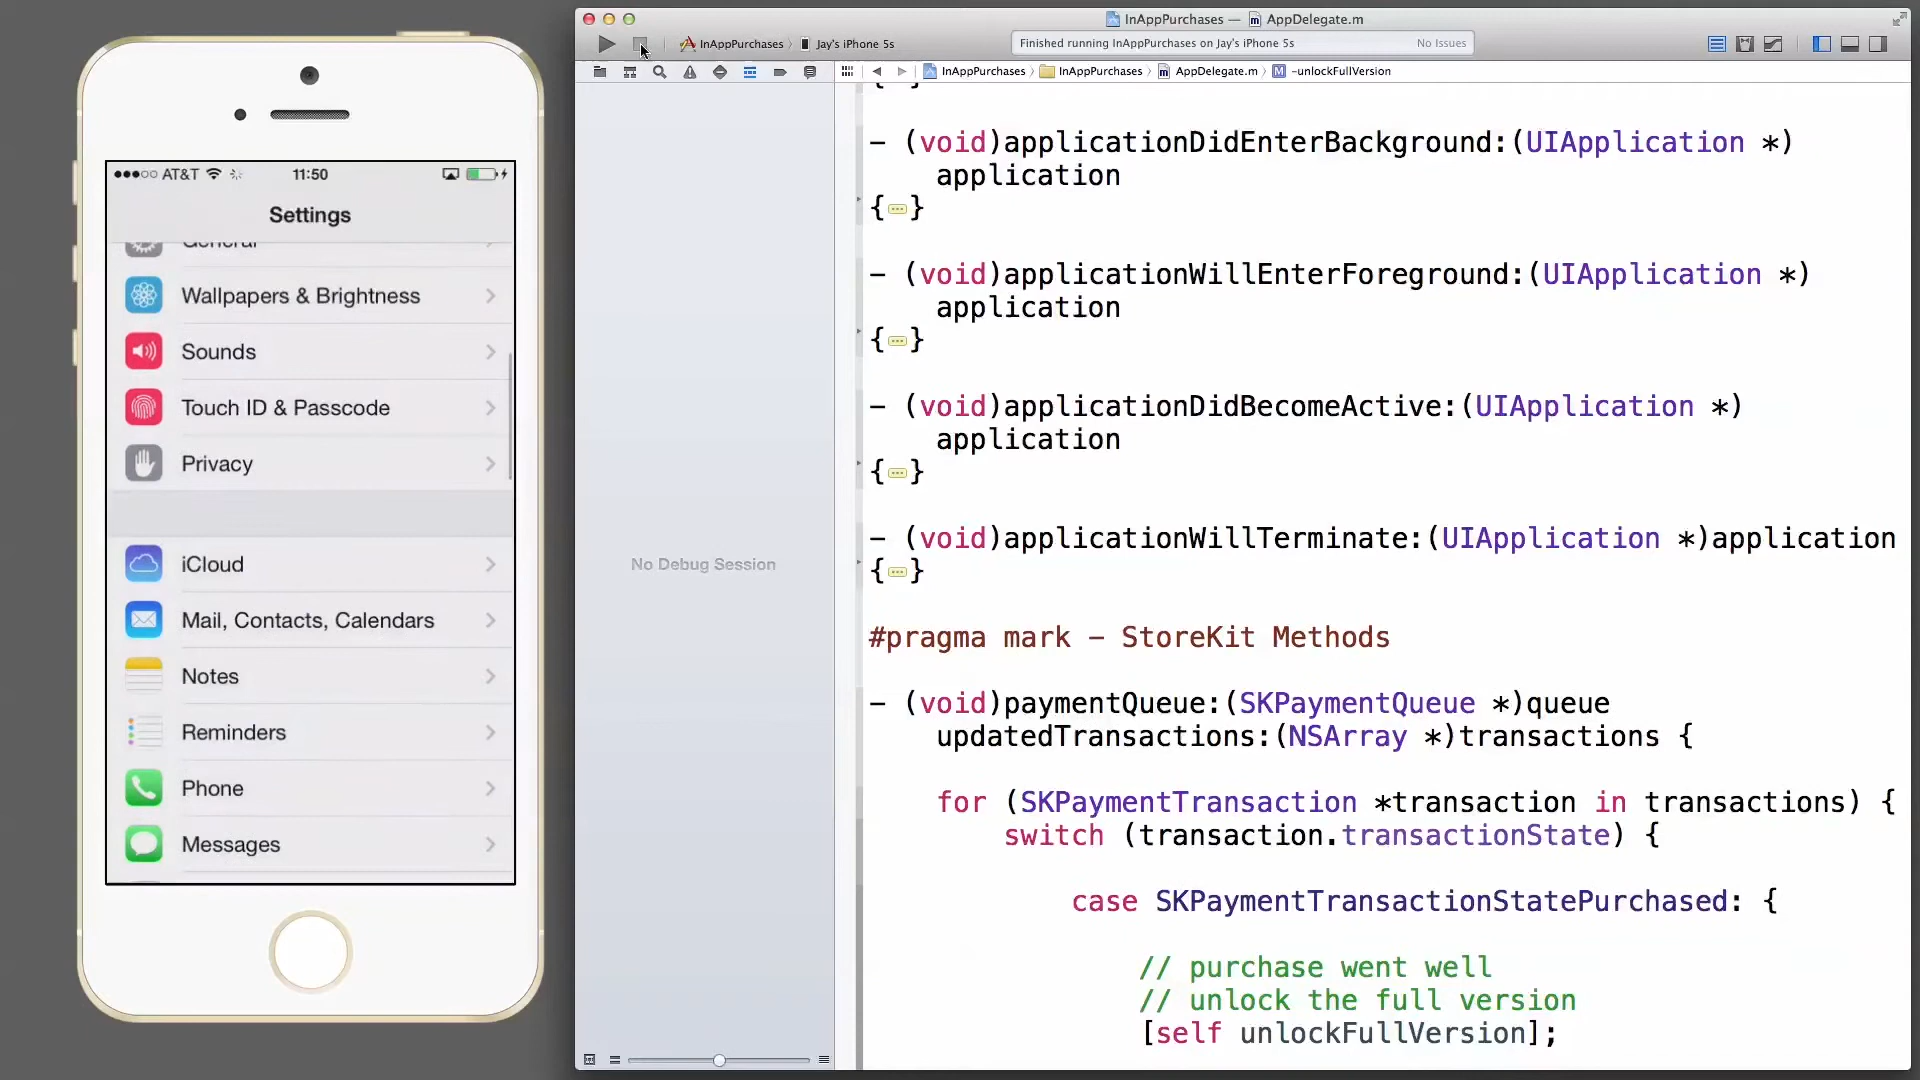 AT&T 11:50
Settings
General
Wallpapers & Brightness
Sounds
Touch ID & Passcode
Privacy
iCloud
Mail, Contacts, Calendars
Notes
Reminders
Phone
Messages
InAppPurchases — AppDelegate.m
InAppPurchases Jay's iPhone 5s
Finished running InAppPurchases on Jay's iPhone 5s No Issues
InAppPurchases InAppPurchases AppDelegate.m M -unlockFullVersion
No Debug Session
{...}
- (void)applicationDidEnterBackground:(UIApplication *)
application
{...}
- (void)applicationWillEnterForeground:(UIApplication *)
application
{...}
- (void)applicationDidBecomeActive:(UIApplication *)
application
{...}
- (void)applicationWillTerminate:(UIApplication *)application
{...}
#pragma mark - StoreKit Methods
- (void)paymentQueue:(SKPaymentQueue *)queue
updatedTransactions:(NSArray *)transactions {
for (SKPaymentTransaction *transaction in transactions) {
switch (transaction.transactionState) {
case SKPaymentTransactionStatePurchased: {
// purchase went well
// unlock the full version
[self unlockFullVersion];